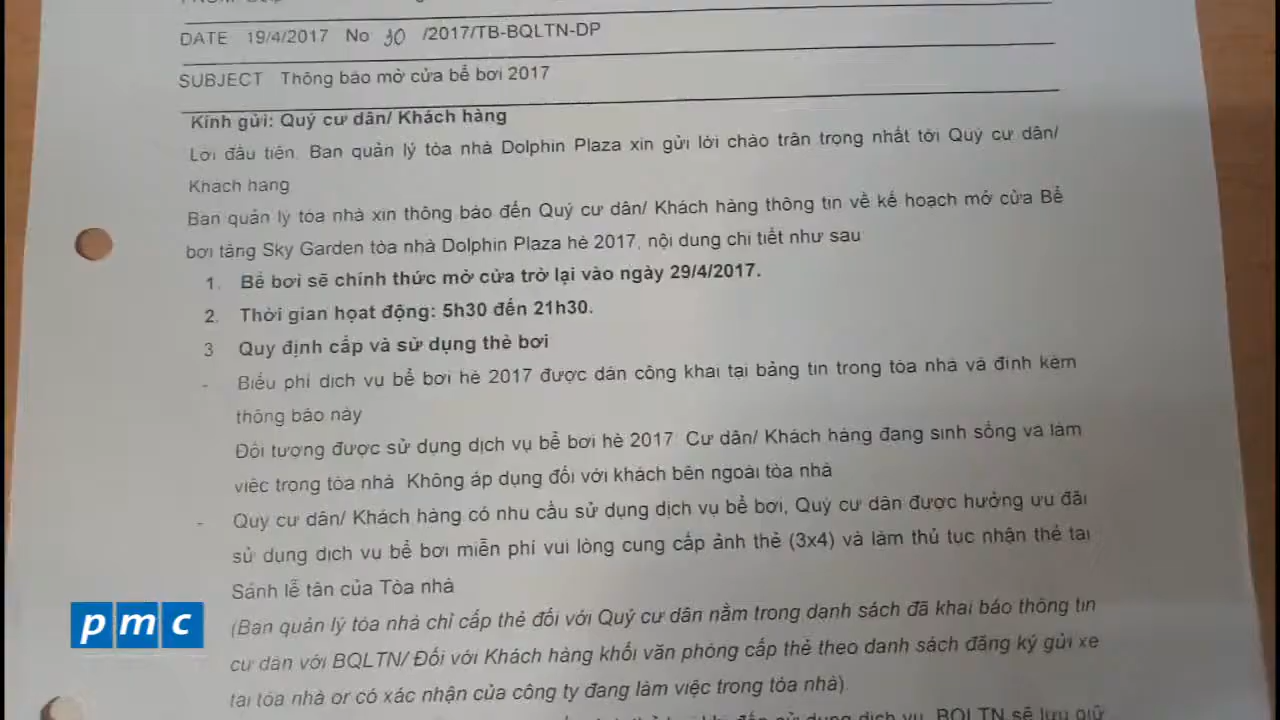 DATE 19/4/2017 No 30 /2017/TB-BQLTN-DP
SUBJECT Thông báo mở cửa bể bơi 2017
Kính gửi: Quý cư dân/ Khách hàng
Lời đầu tiên, Ban quản lý tòa nhà Dolphin Plaza xin gửi lời chào trân trọng nhất tới Quý cư dân/
Khách hàng
Ban quản lý tòa nhà xin thông báo đến Quý cư dân/ Khách hàng thông tin về kế hoạch mở cửa Bể
bơi tầng Sky Garden tòa nhà Dolphin Plaza hè 2017, nội dung chi tiết như sau
1. Bể bơi sẽ chính thức mở cửa trở lại vào ngày 29/4/2017.
2. Thời gian hoạt động: 5h30 đến 21h30.
3 Quy định cấp và sử dụng thẻ bơi
- Biểu phí dịch vụ bể bơi hè 2017 được dán công khai tại bảng tin trong tòa nhà và đính kèm
thông báo này
Đối tượng được sử dụng dịch vụ bể bơi hè 2017 Cư dân/ Khách hàng đang sinh sống và làm
việc trong tòa nhà Không áp dụng đối với khách bên ngoài tòa nhà
- Quý cư dân/ Khách hàng có nhu cầu sử dụng dịch vụ bể bơi, Quý cư dân được hưởng ưu đãi
sử dụng dịch vụ bể bơi miễn phí vui lòng cung cấp ảnh thẻ (3x4) và làm thủ tục nhận thẻ tại
Sảnh lễ tân của Tòa nhà
(Ban quản lý tòa nhà chỉ cấp thẻ đối với Quý cư dân nằm trong danh sách đã khai báo thông tin
cư dân với BQLTN/ Đối với Khách hàng khối văn phòng cấp thẻ theo danh sách đăng ký gửi xe
tại tòa nhà or có xác nhận của công ty đang làm việc trong tòa nhà)
dịch vụ, BQLTN sẽ lưu giữ
pmc